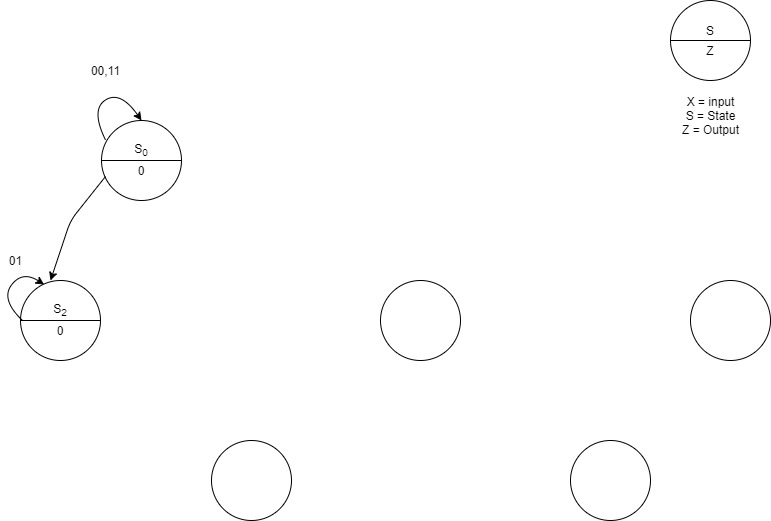 S
Z
X = input
S = State
Z = Output
00,11
S0
0
01
S2
0